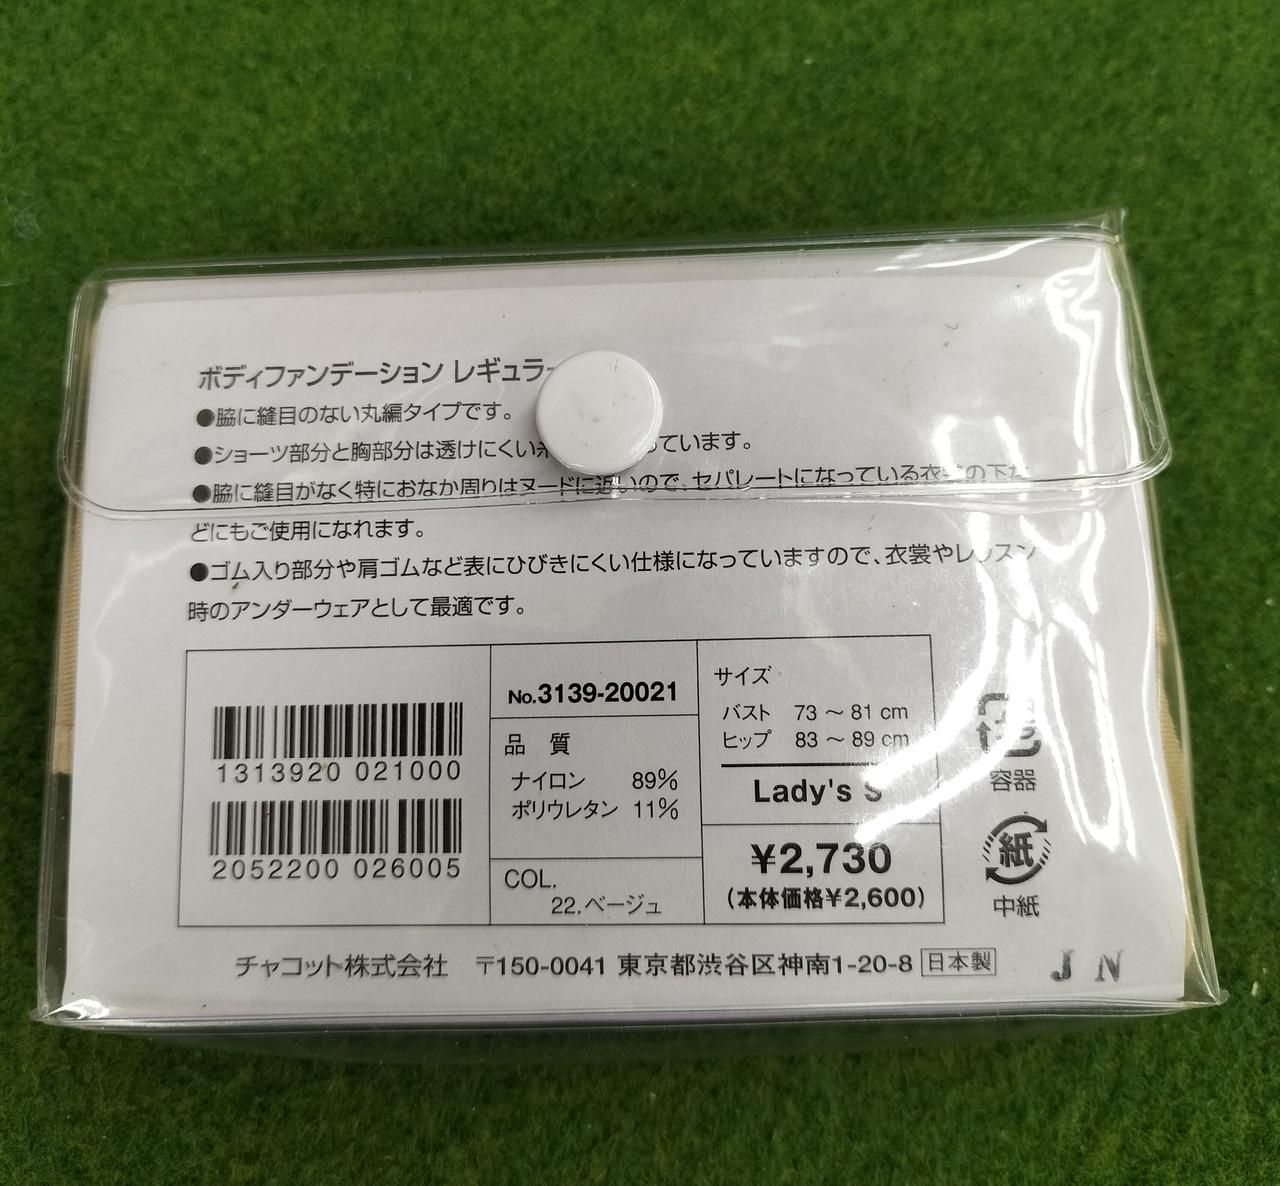 ボディファンデーション レギュラー
●脇に縫目のない丸編タイプです。
●ショーツ部分と胸部分は透けにくい っています。
●脇に縫目がなく特におなか周りはヌードに近いので、セパレートになっている衣裳の下な
どにもご使用になれます。
●ゴム入り部分や肩ゴムなど表にひびきにくい仕様になっていますので、衣裳やレッスン
時のアンダーウェアとして最適です。
1313920 021000
2052200 026005
No.3139-20021
品 質
ナイロン 89%
ポリウレタン 11%
COL.
22.ベージュ
サイズ
バスト 73 ～ 81 cm
ヒップ 83 ～ 89 cm
Lady's S
¥2,730
(本体価格¥2,600)
容器
紙
中紙
チャコット株式会社 〒150-0041 東京都渋谷区神南1-20-8 日本製
J N